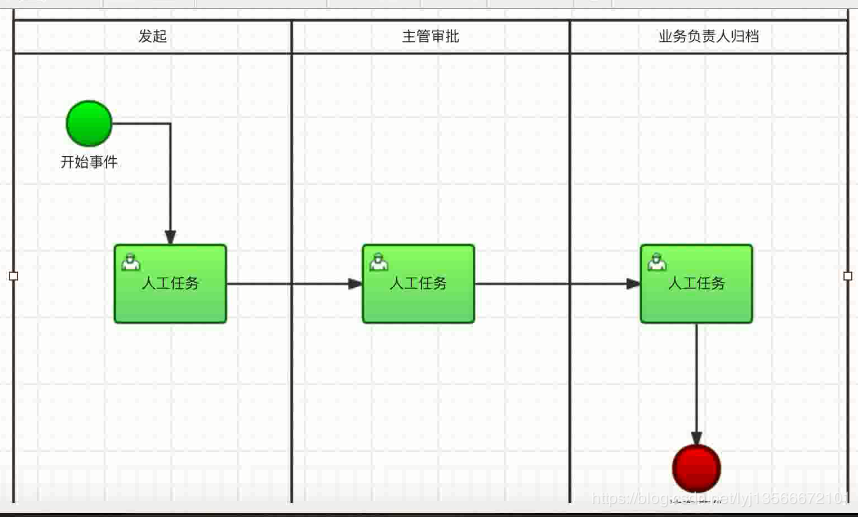 发起
主管审批
业务负责人归档
开始事件
人工任务
人工任务
人工任务
https://blog.csdn.net/lyj13566672101